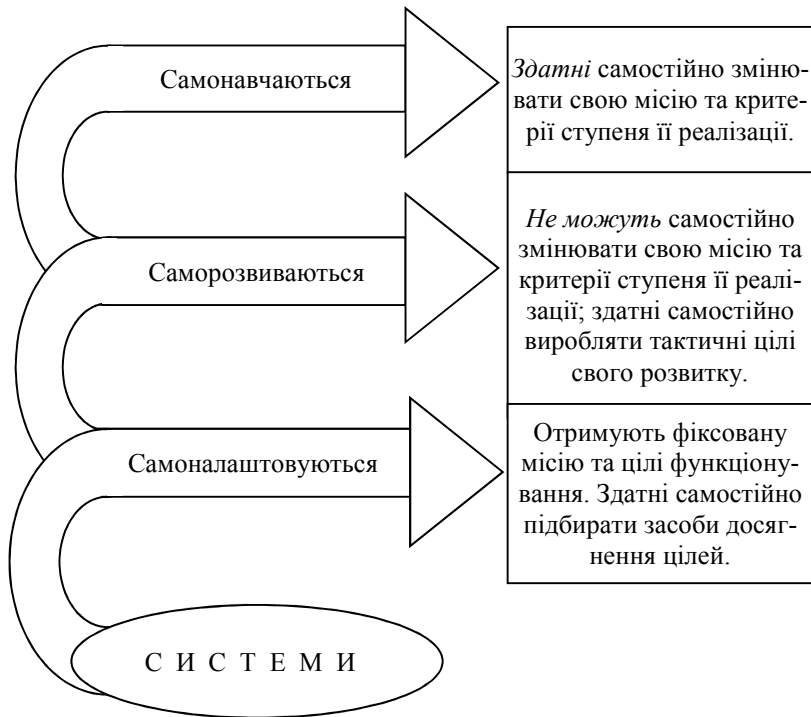 Самонавчаються
Здатні самостійно зміню-
вати свою місію та крите-
рії ступеня її реалізації.
Саморозвиваються
Не можуть самостійно
змінювати свою місію та
критерії ступеня її реалі-
зації; здатні самостійно
виробляти тактичні цілі
свого розвитку.
Самоналаштовуються
Отримують фіксовану
місію та цілі функціону-
вання. Здатні самостійно
підбирати засоби досяг-
нення цілей.
С И С Т Е М И